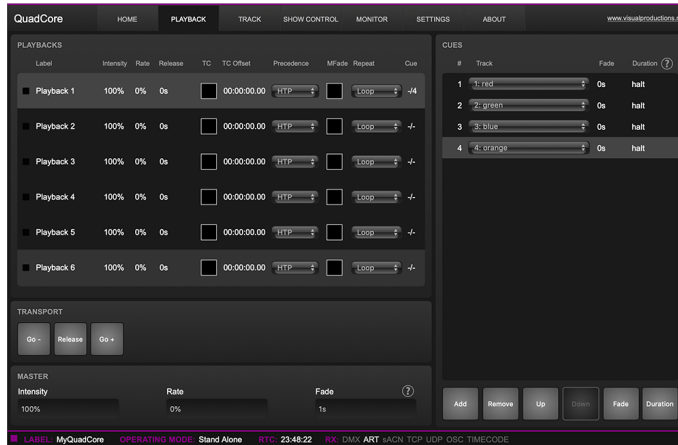 QuadCore HOME PLAYBACK TRACK SHOW CONTROL MONITOR SETTINGS ABOUT www.visualproductions.
PLAYBACKS
Label Intensity Rate Release TC TC Offset Precedence MFade Repeat Cue
Playback 1 100% 0% 0s 00:00:00.00 HTP Loop -/4
Playback 2 100% 0% 0s 00:00:00.00 HTP Loop -/-
Playback 3 100% 0% 0s 00:00:00.00 HTP Loop -/-
Playback 4 100% 0% 0s 00:00:00.00 HTP Loop -/-
Playback 5 100% 0% 0s 00:00:00.00 HTP Loop -/-
Playback 6 100% 0% 0s 00:00:00.00 HTP Loop -/-
TRANSPORT
Go - Release Go +
MASTER
Intensity Rate Fade ?
100% 0% 1s
CUES
# Track Fade Duration ?
1 1: red 0s halt
2 2: green 0s halt
3 3: blue 0s halt
4 4: orange 0s halt
Add Remove Up Down Fade Duration
LABEL: MyQuadCore OPERATING MODE: Stand Alone RTC: 23:48:22 RX: DMX ART sACN TCP UDP OSC TIMECODE